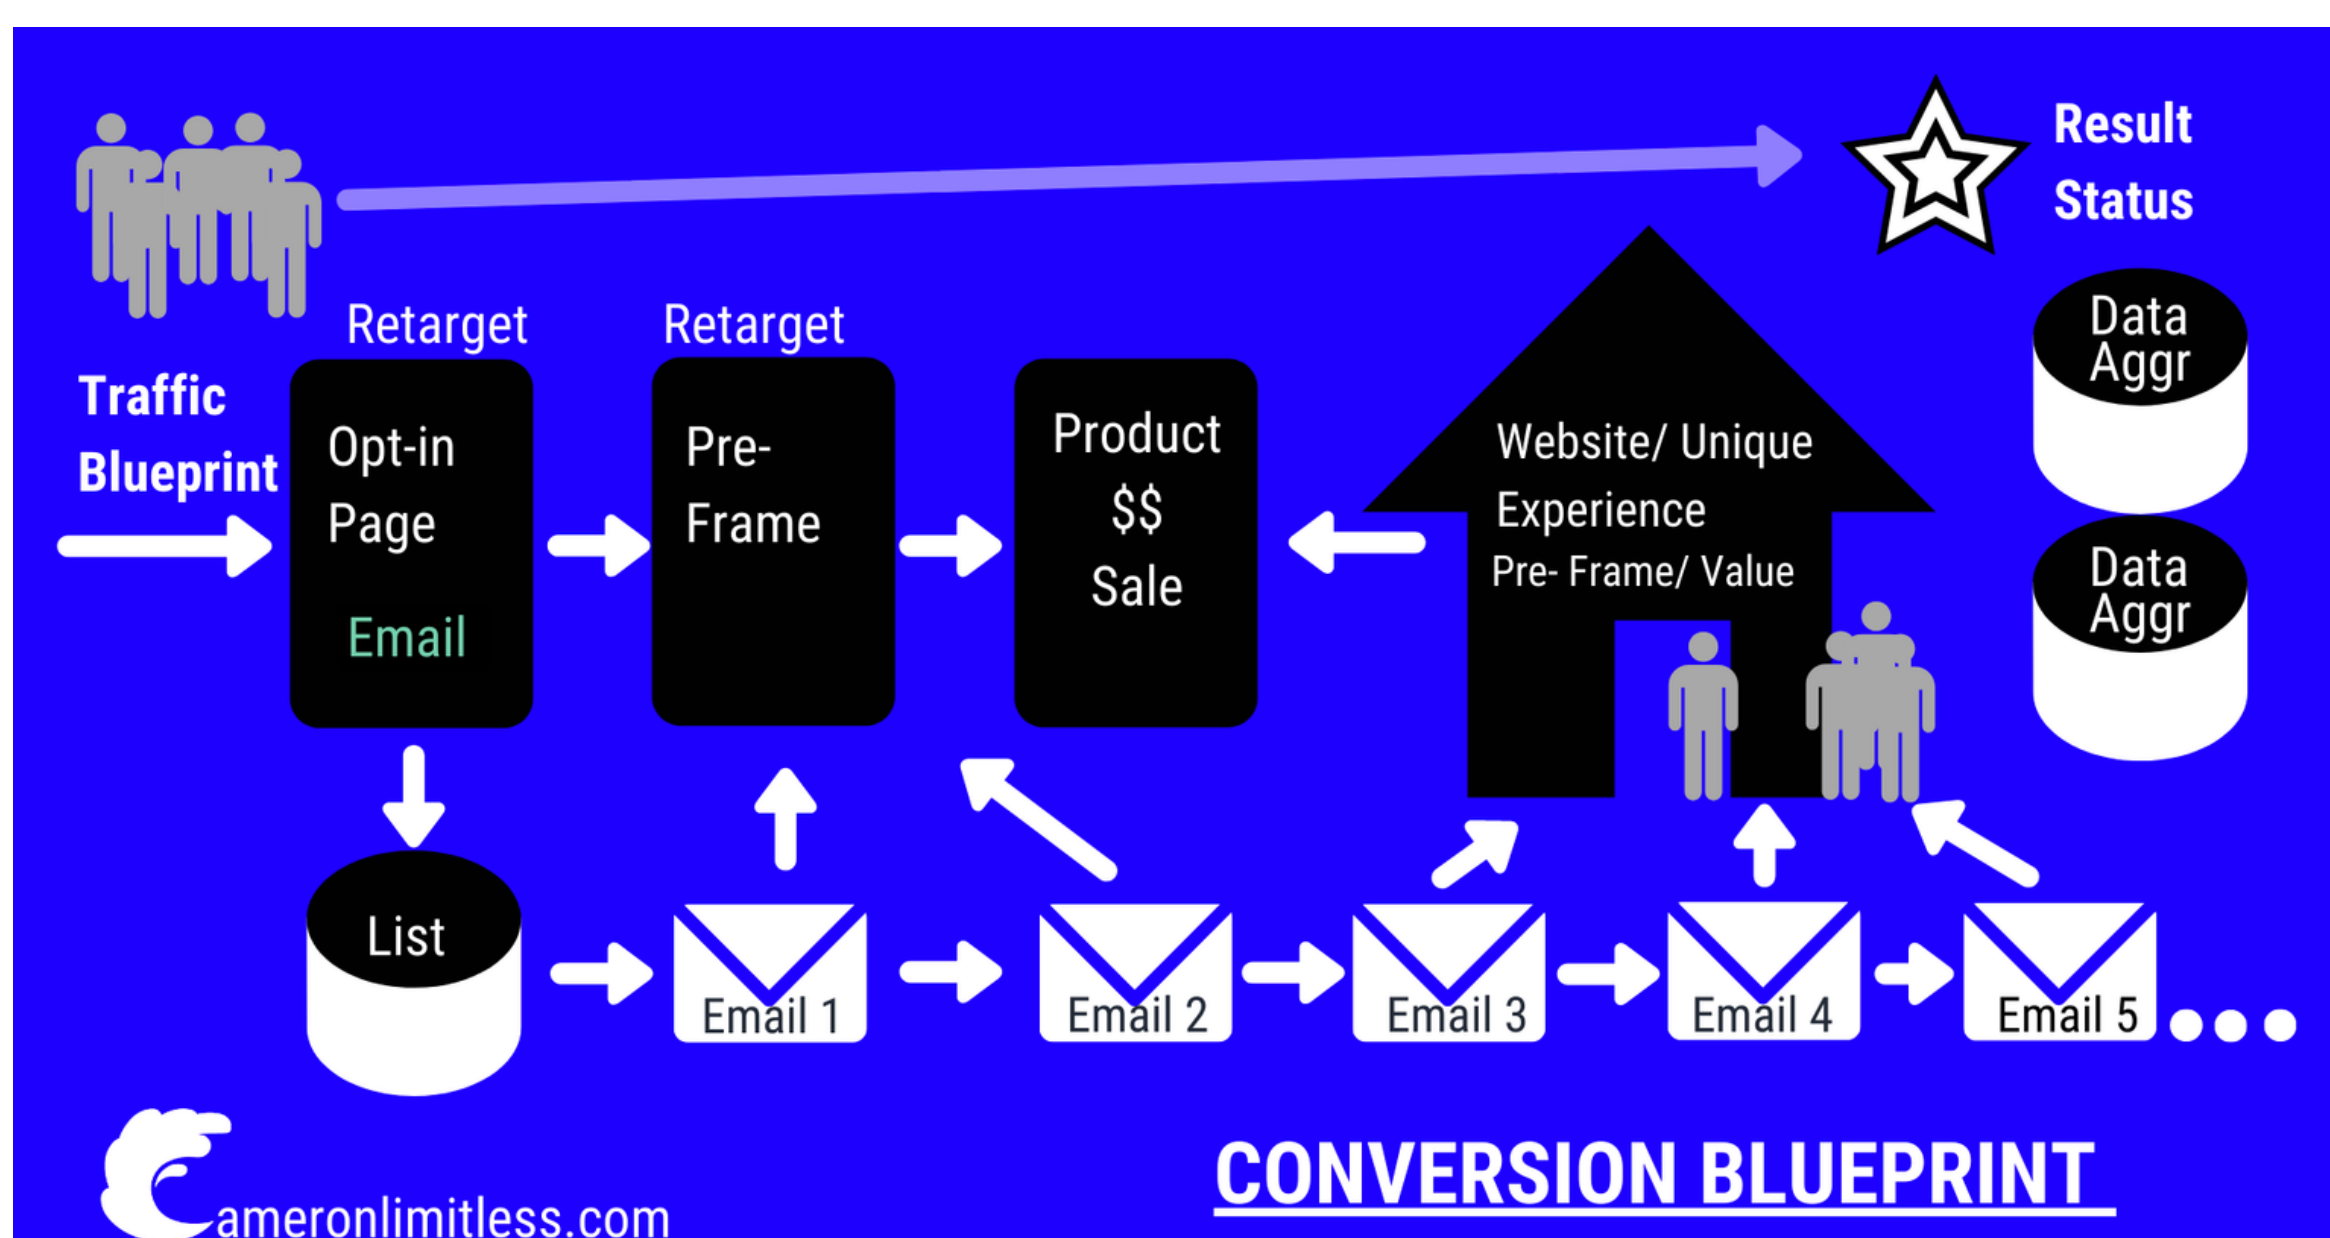 Result
Status
Data
Aggr
Retarget
Retarget
Traffic
Blueprint
Opt-in
Page
Email
Pre-
Frame
Product
$$
Sale
Website/ Unique
Experience
Pre- Frame/ Value
Data
Aggr
List
Email 1
Email 2
Email 3
Email 4
Email 5
CONVERSION BLUEPRINT
Cameronlimitless.com